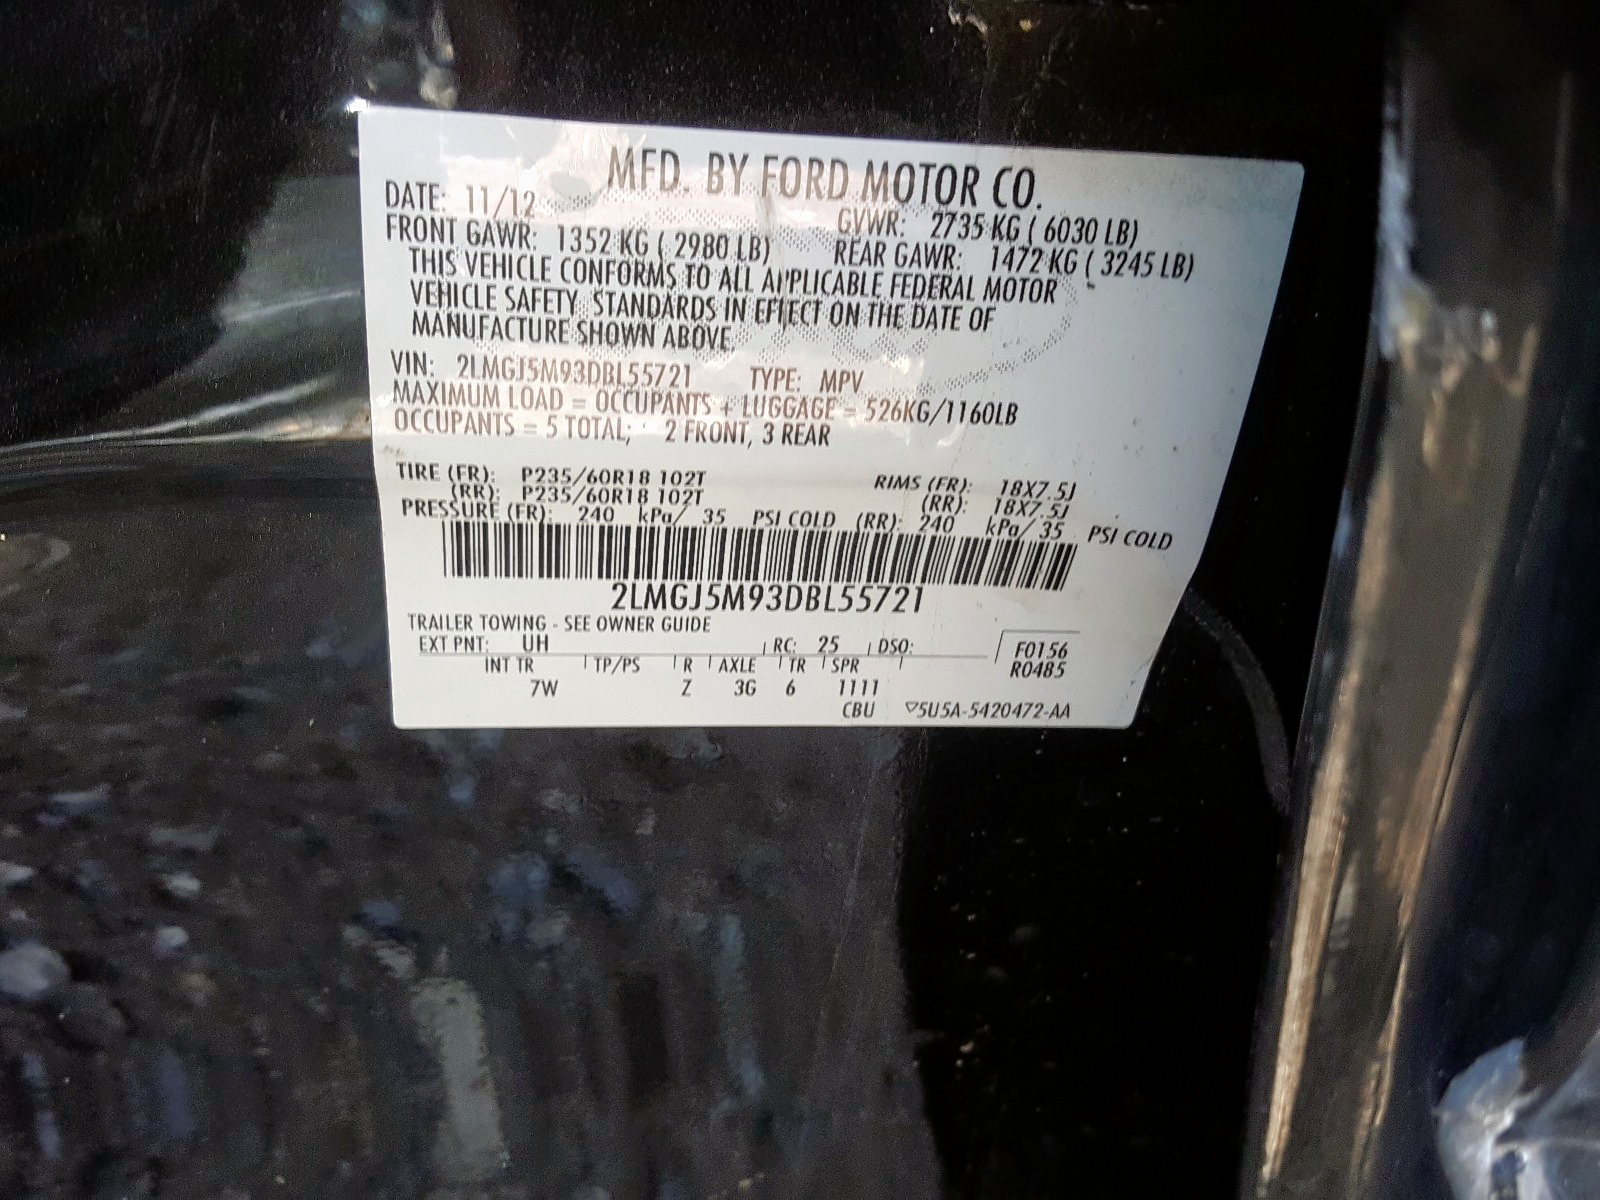 MFD. BY FORD MOTOR CO.
DATE: 11/12 GVWR: 2735 KG ( 6030 LB)
FRONT GAWR: 1352 KG ( 2980 LB) REAR GAWR: 1472 KG ( 3245 LB)
THIS VEHICLE CONFORMS TO ALL APPLICABLE FEDERAL MOTOR
VEHICLE SAFETY STANDARDS IN EFFECT ON THE DATE OF
MANUFACTURE SHOWN ABOVE.
VIN: 2LMGJ5M93DBL55721 TYPE: MPV
MAXIMUM LOAD = OCCUPANTS + LUGGAGE = 526KG/1160LB
OCCUPANTS = 5 TOTAL; 2 FRONT, 3 REAR
TIRE (FR): P235/60R18 102T RIMS (FR): 18X7.5J
(RR): P235/60R18 102T (RR): 18X7.5J
PRESSURE (FR): 240 kPa/ 35 PSI COLD (RR): 240 kPa/ 35 PSI COLD
2LMGJ5M93DBL55721
TRAILER TOWING - SEE OWNER GUIDE
EXT PNT: UH RC: 25 DSO: F0156
R0485
INT TR TP/PS R AXLE TR SPR
7W Z 3G 6 1111
CBU ▽5U5A-5420472-AA